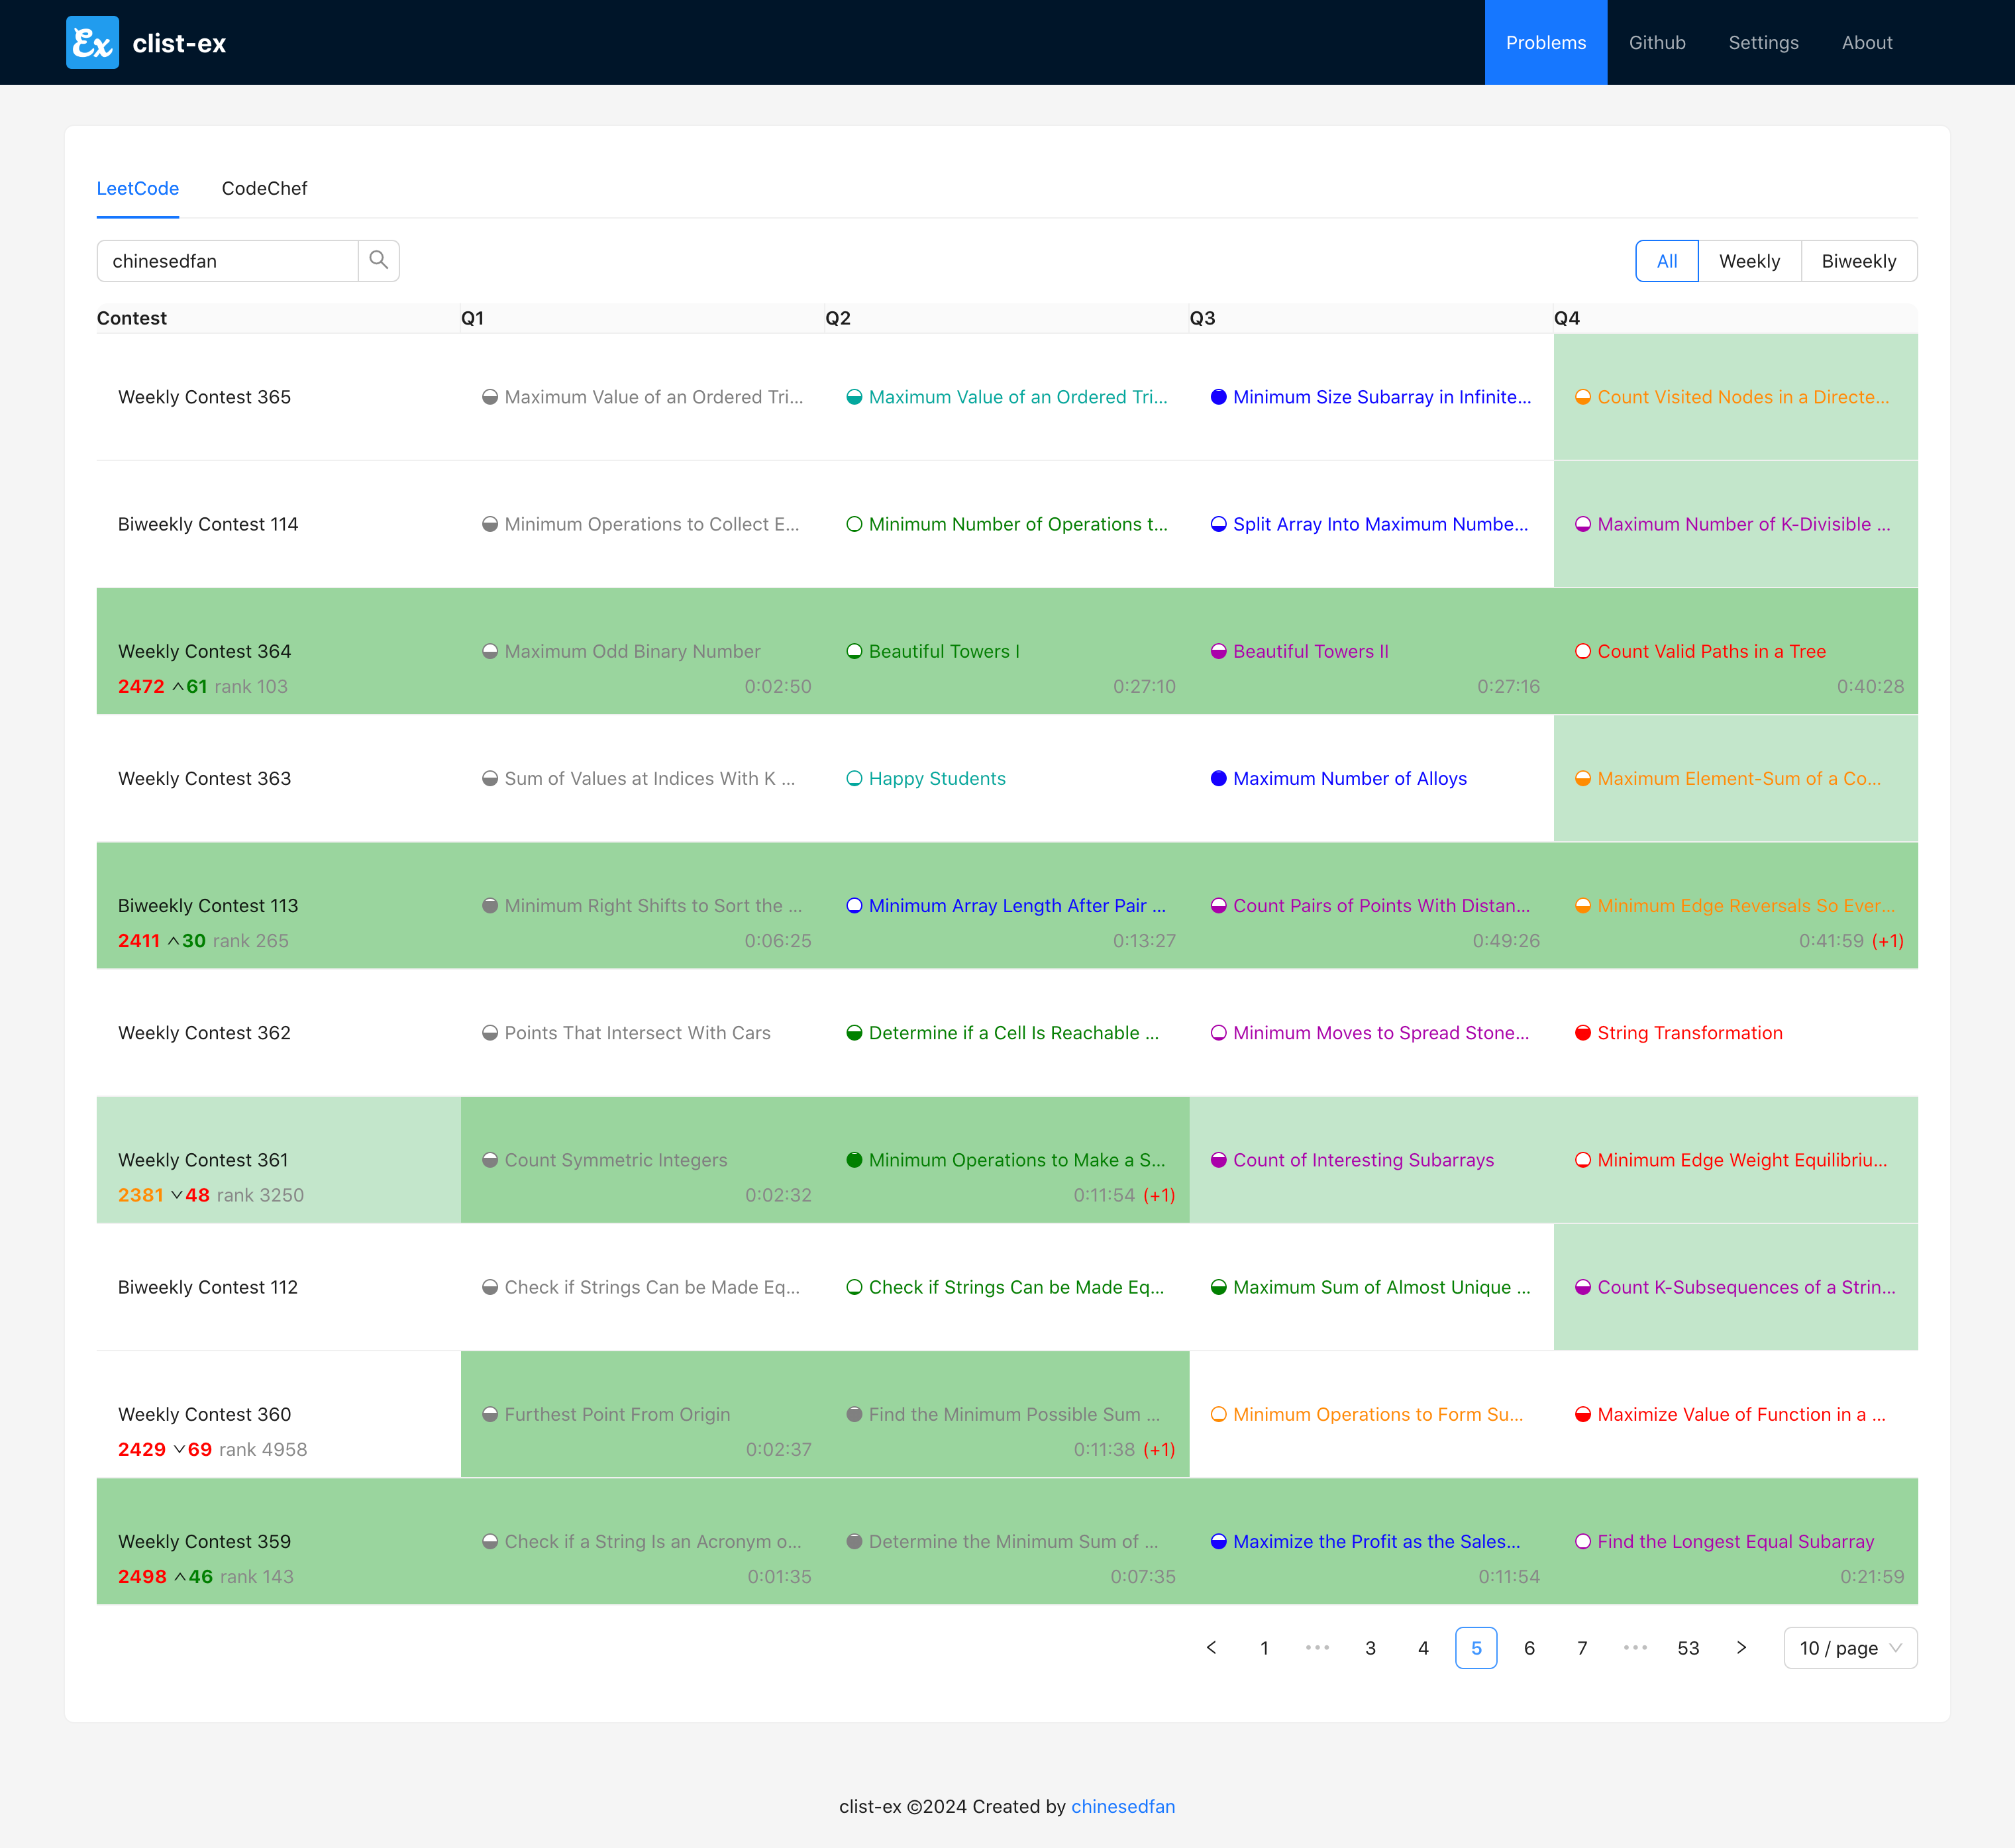 Ex clist-ex Problems Github Settings About
LeetCode CodeChef
chinesedfan All Weekly Biweekly
Contest Q1 Q2 Q3 Q4
Weekly Contest 365 Maximum Value of an Ordered Tri... Maximum Value of an Ordered Tri... Minimum Size Subarray in Infinite... Count Visited Nodes in a Directe...
Biweekly Contest 114 Minimum Operations to Collect E... Minimum Number of Operations t... Split Array Into Maximum Numbe... Maximum Number of K-Divisible ...
Weekly Contest 364 Maximum Odd Binary Number Beautiful Towers I Beautiful Towers II Count Valid Paths in a Tree
2472 61 rank 103 0:02:50 0:27:10 0:27:16 0:40:28
Weekly Contest 363 Sum of Values at Indices With K ... Happy Students Maximum Number of Alloys Maximum Element-Sum of a Co...
Biweekly Contest 113 Minimum Right Shifts to Sort the ... Minimum Array Length After Pair ... Count Pairs of Points With Distan... Minimum Edge Reversals So Ever...
2411 30 rank 265 0:06:25 0:13:27 0:49:26 0:41:59 (+1)
Weekly Contest 362 Points That Intersect With Cars Determine if a Cell Is Reachable ... Minimum Moves to Spread Stone... String Transformation
Weekly Contest 361 Count Symmetric Integers Minimum Operations to Make a S... Count of Interesting Subarrays Minimum Edge Weight Equilibriu...
2381 48 rank 3250 0:02:32 0:11:54 (+1)
Biweekly Contest 112 Check if Strings Can be Made Eq... Check if Strings Can be Made Eq... Maximum Sum of Almost Unique ... Count K-Subsequences of a Strin...
Weekly Contest 360 Furthest Point From Origin Find the Minimum Possible Sum ... Minimum Operations to Form Su... Maximize Value of Function in a ...
2429 69 rank 4958 0:02:37 0:11:38 (+1)
Weekly Contest 359 Check if a String Is an Acronym o... Determine the Minimum Sum of ... Maximize the Profit as the Sales... Find the Longest Equal Subarray
2498 46 rank 143 0:01:35 0:07:35 0:11:54 0:21:59
1 ••• 3 4 5 6 7 ••• 53 10 / page
clist-ex ©2024 Created by chinesedfan